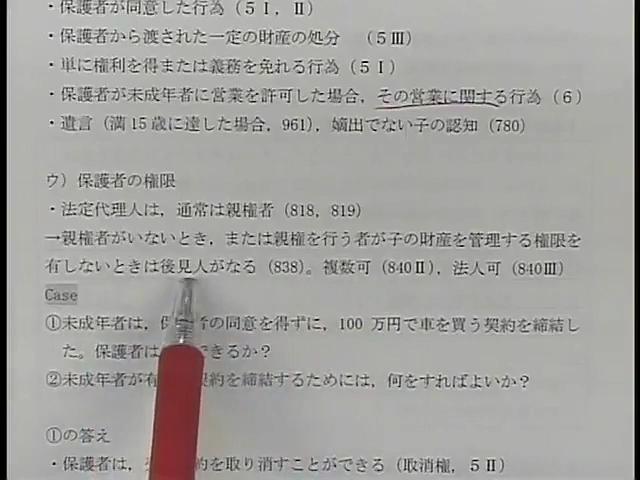 ・保護者が同意した行為（5Ⅰ，Ⅱ）
・保護者から渡された一定の財産の処分　（5Ⅲ）
・単に権利を得または義務を免れる行為（5Ⅰ）
・保護者が未成年者に営業を許可した場合，その営業に関する行為（6）
・遺言（満15歳に達した場合，961），嫡出でない子の認知（780）
ウ）保護者の権限
・法定代理人は，通常は親権者（818，819）
→親権者がいないとき，または親権を行う者が子の財産を管理する権限を
有しないときは後見人がなる（838）。複数可（840Ⅱ），法人可（840Ⅲ）
Case
①未成年者は，保 者の同意を得ずに，100 万円で車を買う契約を締結し
た。保護者は できるか？
②未成年者が有 契約を締結するためには，何をすればよいか？
①の答え
・保護者は， 約を取り消すことができる（取消権，5Ⅱ）